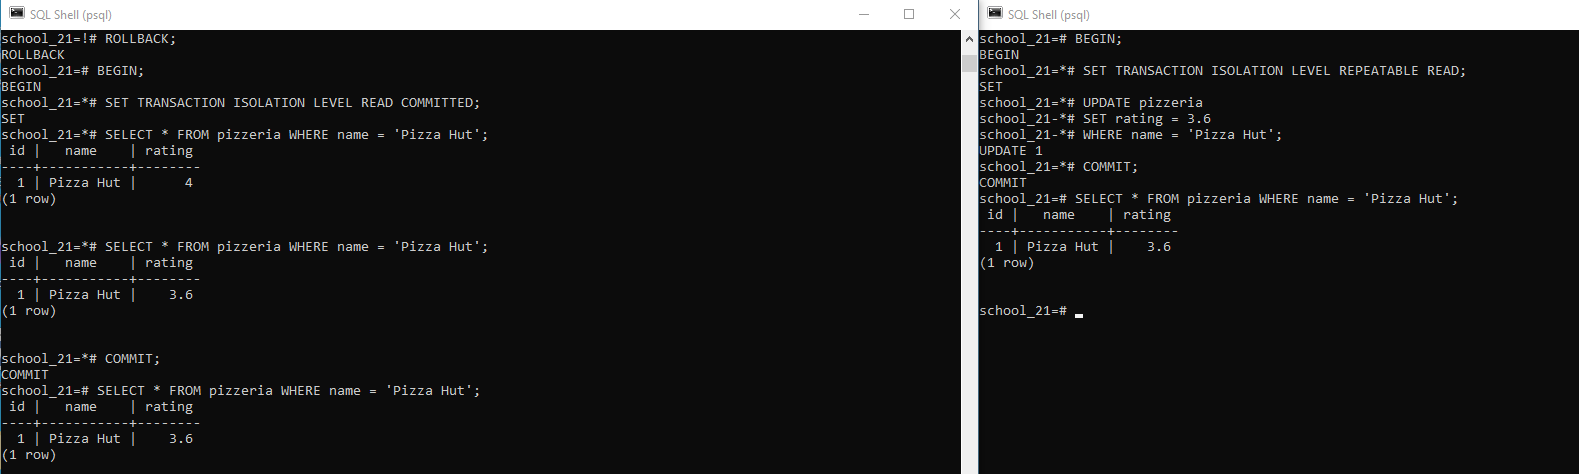 SQL Shell (psql)
school_21=!# ROLLBACK;
ROLLBACK
school_21=# BEGIN;
BEGIN
school_21=*# SET TRANSACTION ISOLATION LEVEL READ COMMITTED;
SET
school_21=*# SELECT * FROM pizzeria WHERE name = 'Pizza Hut';
 id |   name    | rating
----+-----------+--------
  1 | Pizza Hut |      4
(1 row)
school_21=*# SELECT * FROM pizzeria WHERE name = 'Pizza Hut';
 id |   name    | rating
----+-----------+--------
  1 | Pizza Hut |    3.6
(1 row)
school_21=*# COMMIT;
COMMIT
school_21=# SELECT * FROM pizzeria WHERE name = 'Pizza Hut';
 id |   name    | rating
----+-----------+--------
  1 | Pizza Hut |    3.6
(1 row)
SQL Shell (psql)
school_21=# BEGIN;
BEGIN
school_21=*# SET TRANSACTION ISOLATION LEVEL REPEATABLE READ;
SET
school_21=*# UPDATE pizzeria
school_21-*# SET rating = 3.6
school_21-*# WHERE name = 'Pizza Hut';
UPDATE 1
school_21=*# COMMIT;
COMMIT
school_21=# SELECT * FROM pizzeria WHERE name = 'Pizza Hut';
 id |   name    | rating
----+-----------+--------
  1 | Pizza Hut |    3.6
(1 row)
school_21=#